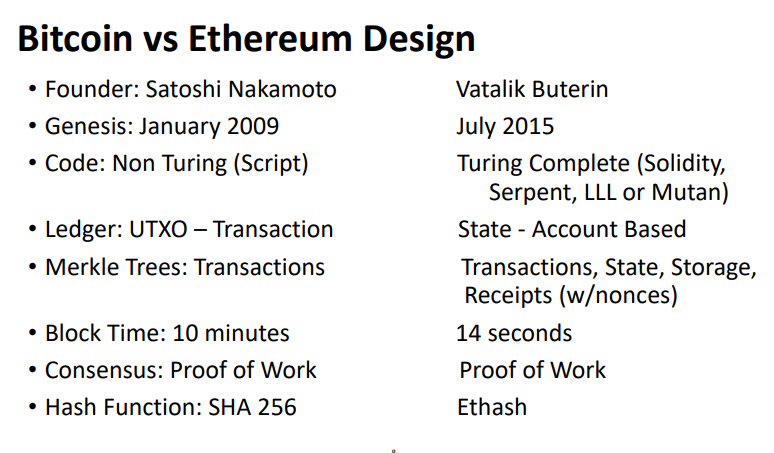 Bitcoin vs Ethereum Design
• Founder: Satoshi Nakamoto Vatalik Buterin
• Genesis: January 2009 July 2015
• Code: Non Turing (Script) Turing Complete (Solidity,
Serpent, LLL or Mutan)
• Ledger: UTXO – Transaction State - Account Based
• Merkle Trees: Transactions Transactions, State, Storage,
Receipts (w/nonces)
• Block Time: 10 minutes 14 seconds
• Consensus: Proof of Work Proof of Work
• Hash Function: SHA 256 Ethash